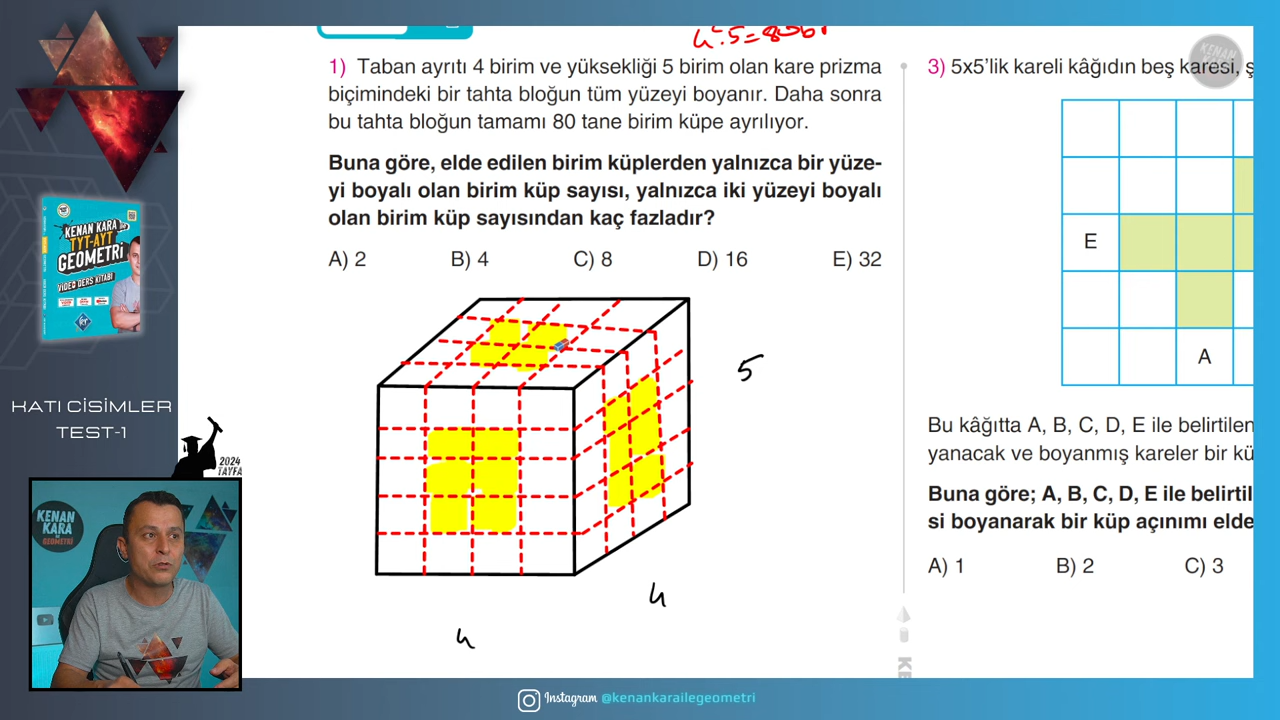 4².5=80br
1) Taban ayrıtı 4 birim ve yüksekliği 5 birim olan kare prizma
biçimindeki bir tahta bloğun tüm yüzeyi boyanır. Daha sonra
bu tahta bloğun tamamı 80 tane birim küpe ayrılıyor.
Buna göre, elde edilen birim küplerden yalnızca bir yüze-
yi boyalı olan birim küp sayısı, yalnızca iki yüzeyi boyalı
olan birim küp sayısından kaç fazladır?
A) 2 B) 4 C) 8 D) 16 E) 32
5
4
4
3) 5x5’lik kareli kâğıdın beş karesi, ş
E
A
Bu kâğıtta A, B, C, D, E ile belirtilen
yanacak ve boyanmış kareler bir kü
Buna göre; A, B, C, D, E ile belirtil
si boyanarak bir küp açınımı elde
A) 1 B) 2 C) 3
KENAN
KARA
KENAN KARA
TYT-AYT
GEOMETRİ
VİDEO DERS KİTABI
KATI CİSİMLER
TEST-1
2024
TAYFA
KENAN
KARA
GEOMETRİ
KE
Instagram @kenankarailegeometri